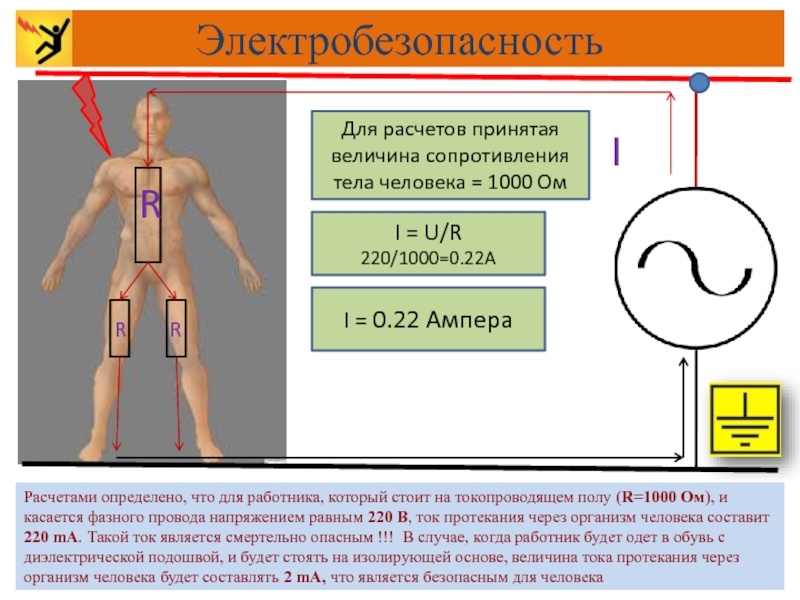 Электробезопасность
Для расчетов принятая
величина сопротивления
тела человека = 1000 Ом
I
R
I = U/R
220/1000=0.22А
R R
I = 0.22 Ампера
Расчетами определено, что для работника, который стоит на токопроводящем полу (R=1000 Ом), и
касается фазного провода напряжением равным 220 В, ток протекания через организм человека составит
220 mA. Такой ток является смертельно опасным !!! В случае, когда работник будет одет в обувь с
диэлектрической подошвой, и будет стоять на изолирующей основе, величина тока протекания через
организм человека будет составлять 2 mA, что является безопасным для человека